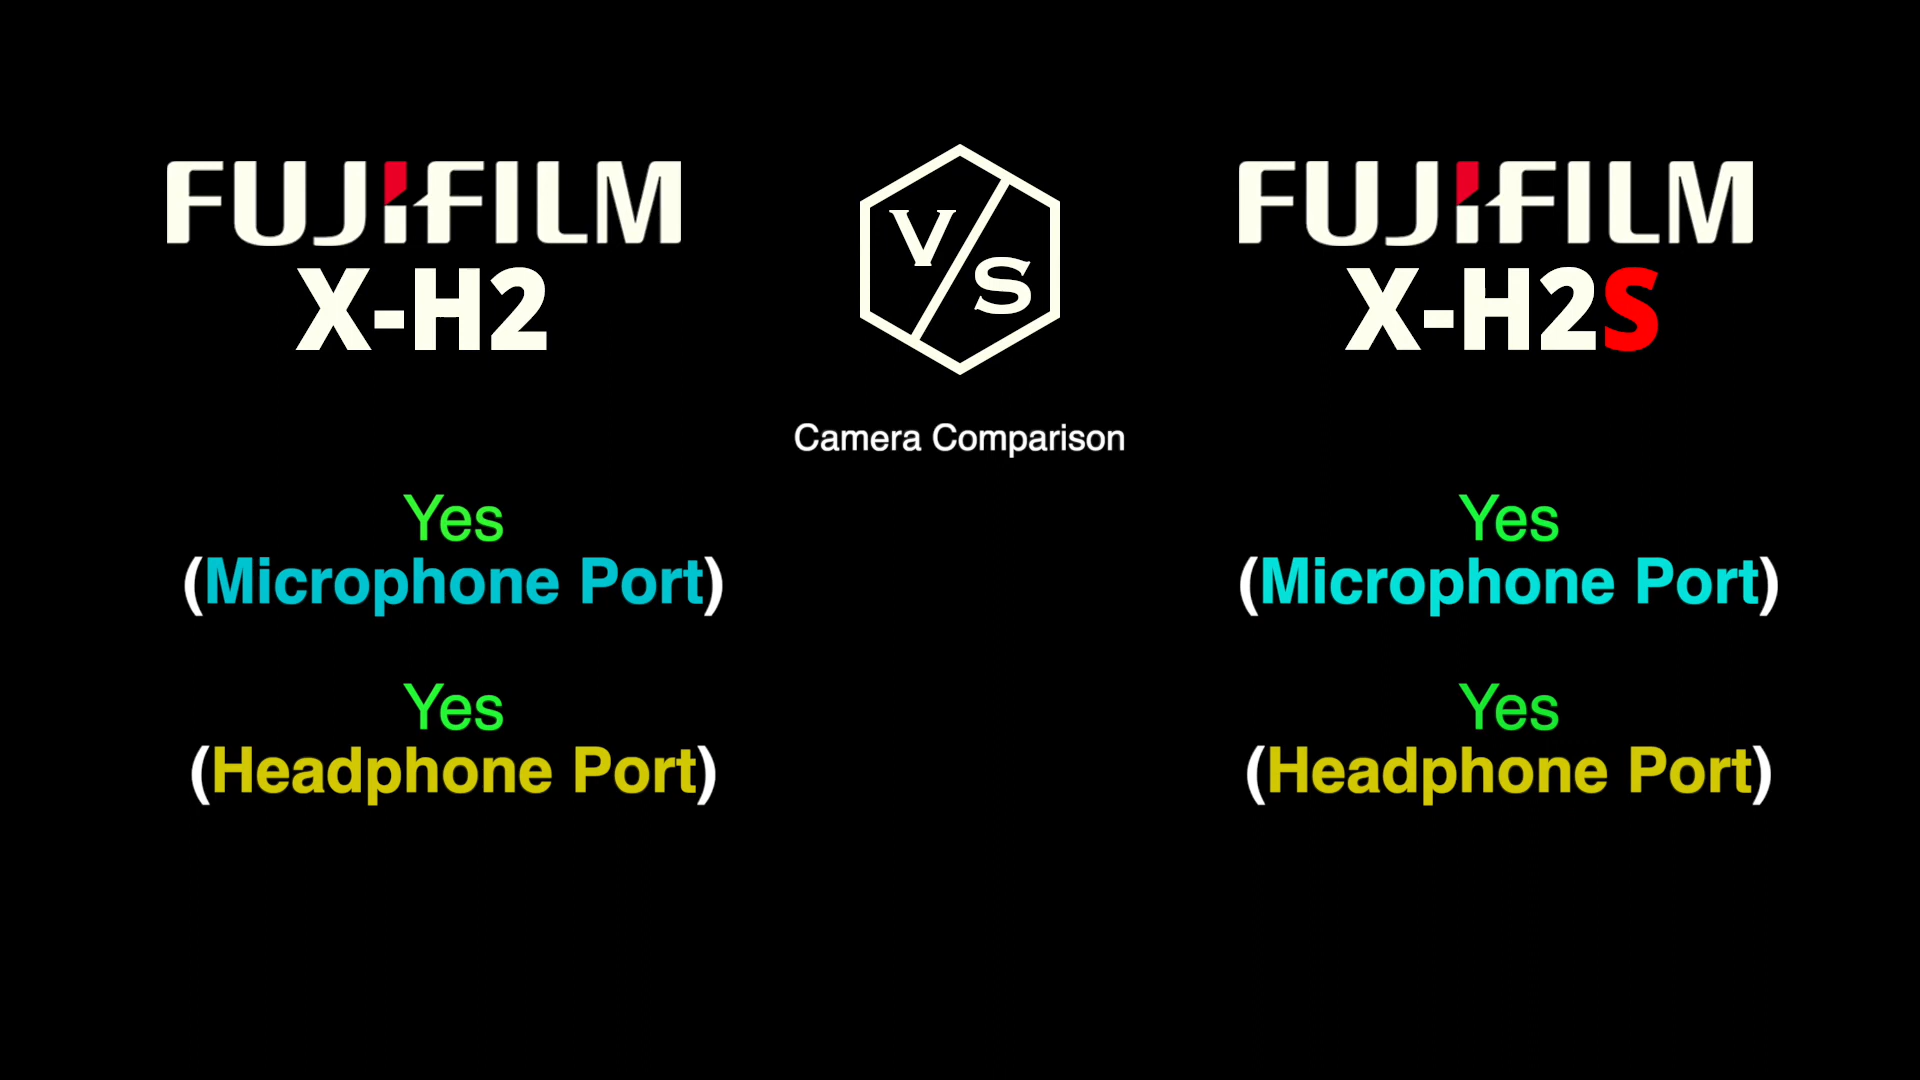 FUJIFILM
X-H2
VS
FUJIFILM
X-H2S
Camera Comparison
Yes
(Microphone Port)
Yes
(Headphone Port)
Yes
(Microphone Port)
Yes
(Headphone Port)